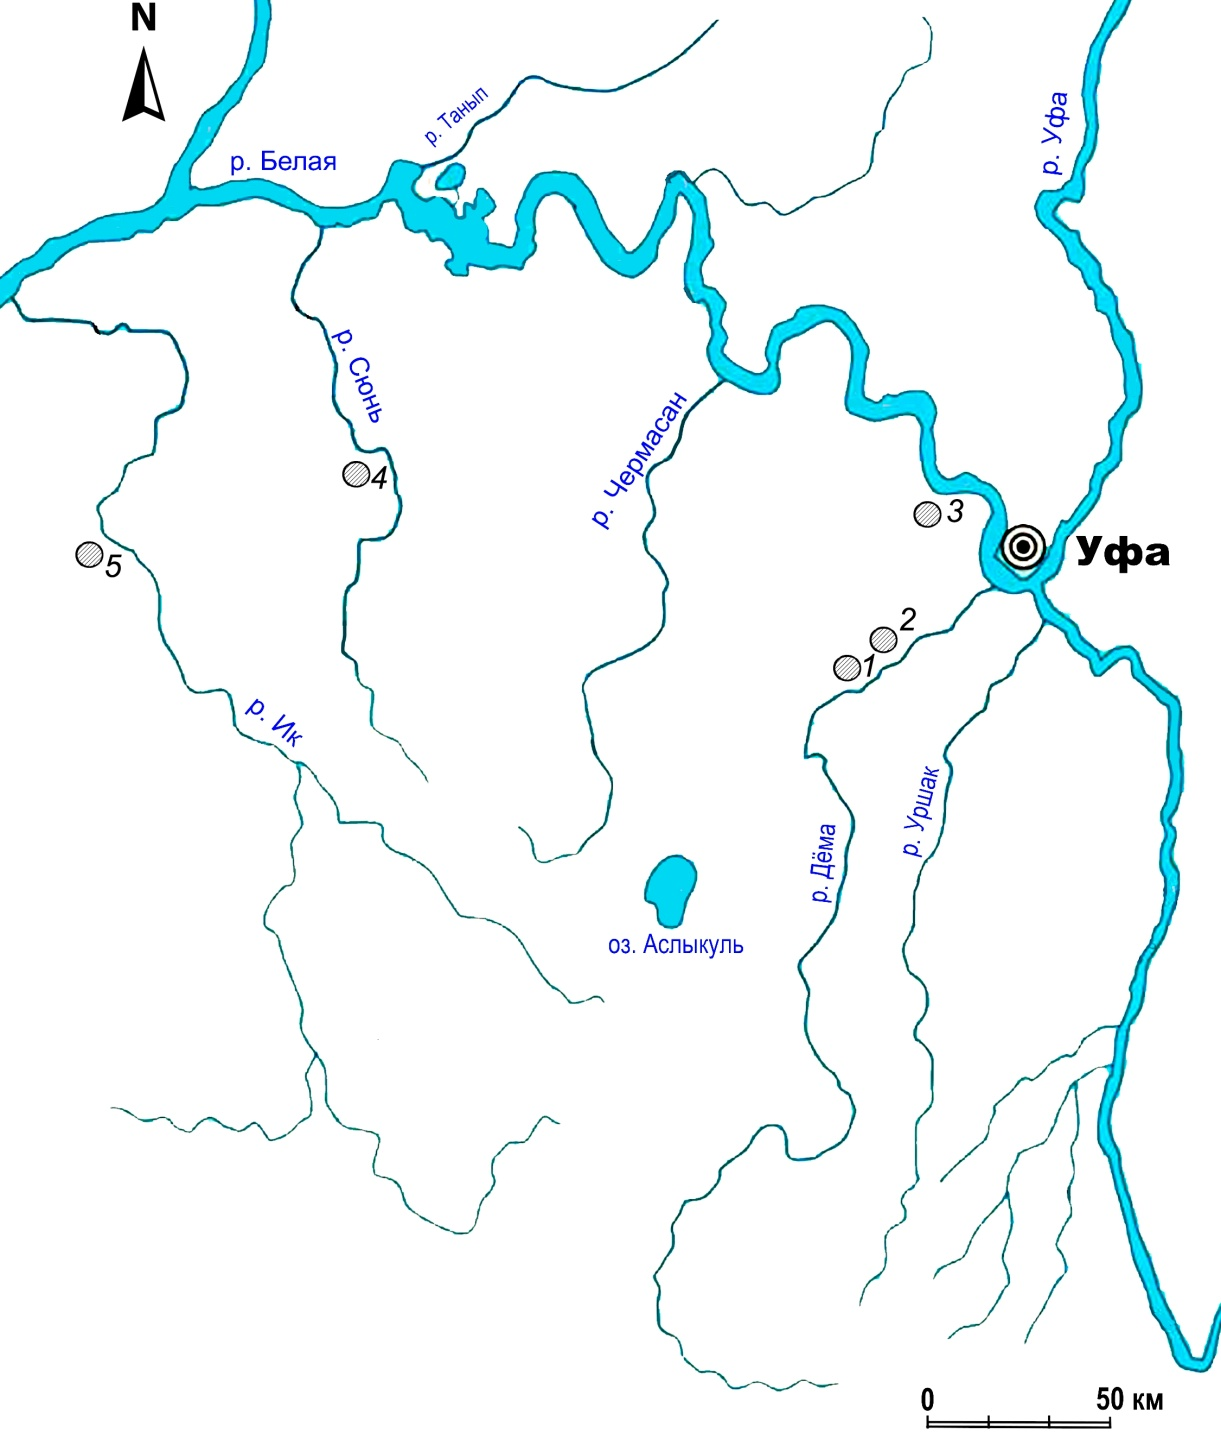 N
р. Танып
р. Уфа
р. Белая
р. Сюнь
р. Чермасан
4
3
5
Уфа
2
1
р. Ик
р. Уршак
р. Дёма
оз. Аслыкуль
0
50 км